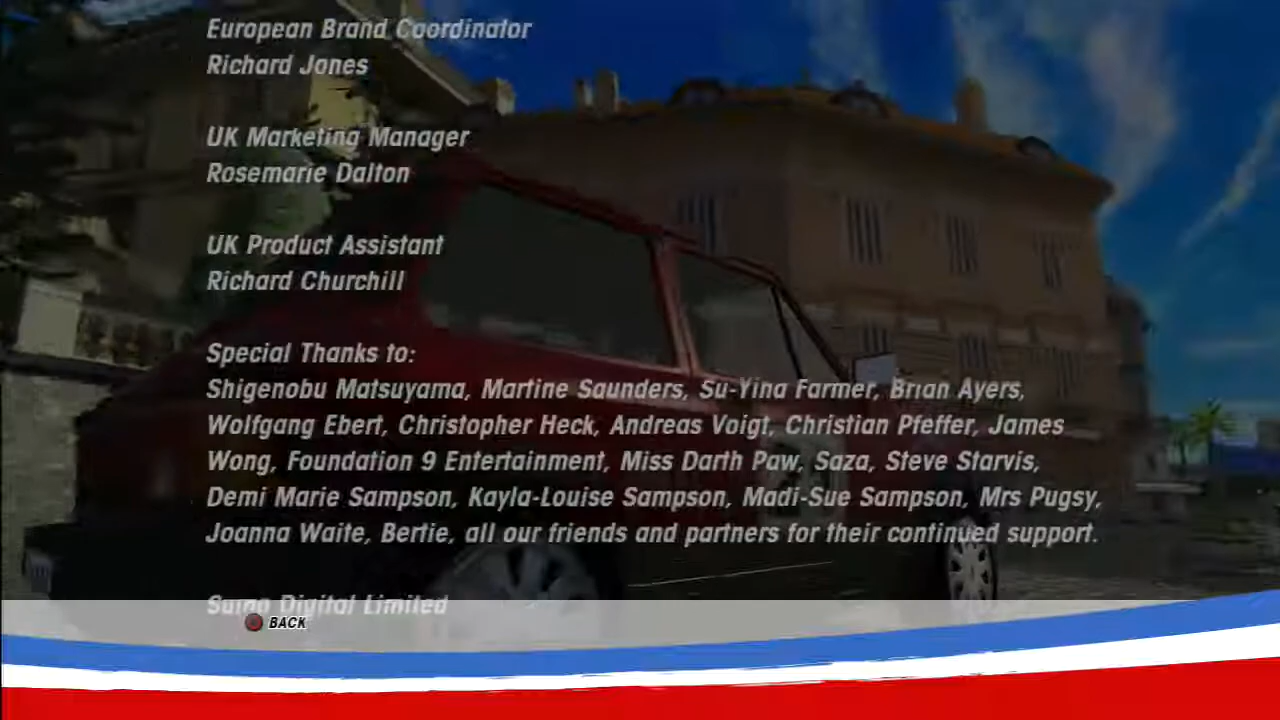 European Brand Coordinator
Richard Jones
UK Marketing Manager
Rosemarie Dalton
UK Product Assistant
Richard Churchill
Special Thanks to:
Shigenobu Matsuyama, Martine Saunders, Su-Yina Farmer, Brian Ayers,
Wolfgang Ebert, Christopher Heck, Andreas Voigt, Christian Pfeffer, James
Wong, Foundation 9 Entertainment, Miss Darth Paw, Saza, Steve Starvis,
Demi Marie Sampson, Kayla-Louise Sampson, Madi-Sue Sampson, Mrs Pugsy,
Joanna Waite, Bertie, all our friends and partners for their continued support.
Sumo Digital Limited
BACK